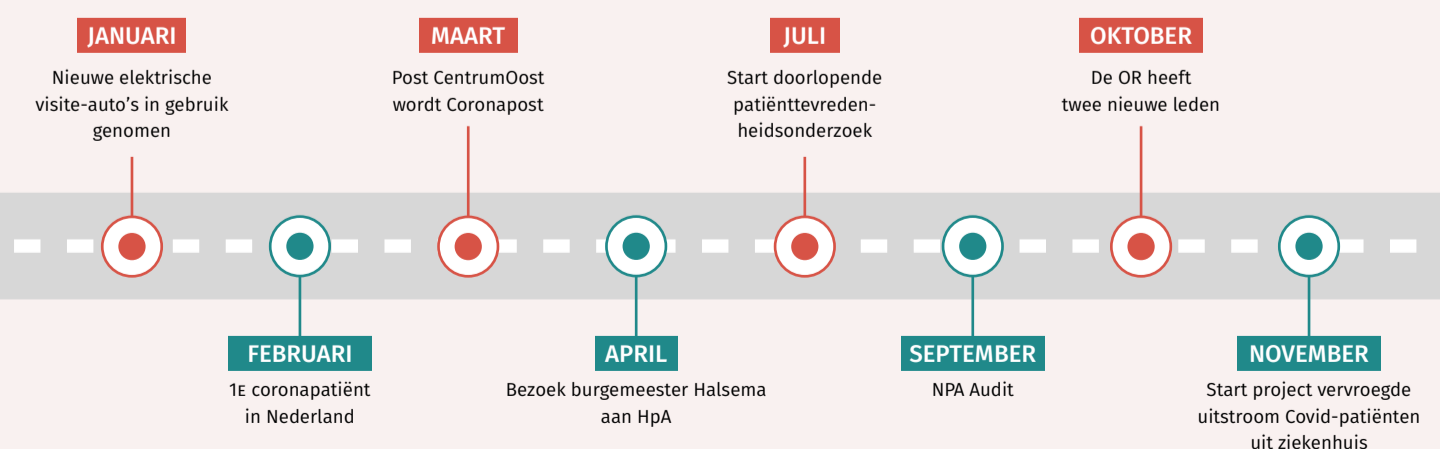 JANUARI
Nieuwe elektrische
visite-auto's in gebruik
genomen
FEBRUARI
1E coronapatiënt
in Nederland
MAART
Post CentrumOost
wordt Coronapost
APRIL
Bezoek burgemeester Halsema
aan HpA
JULI
Start doorlopende
patiënttevreden-
heidsonderzoek
SEPTEMBER
NPA Audit
OKTOBER
De OR heeft
twee nieuwe leden
NOVEMBER
Start project vervroegde
uitstroom Covid-patiënten
uit ziekenhuis